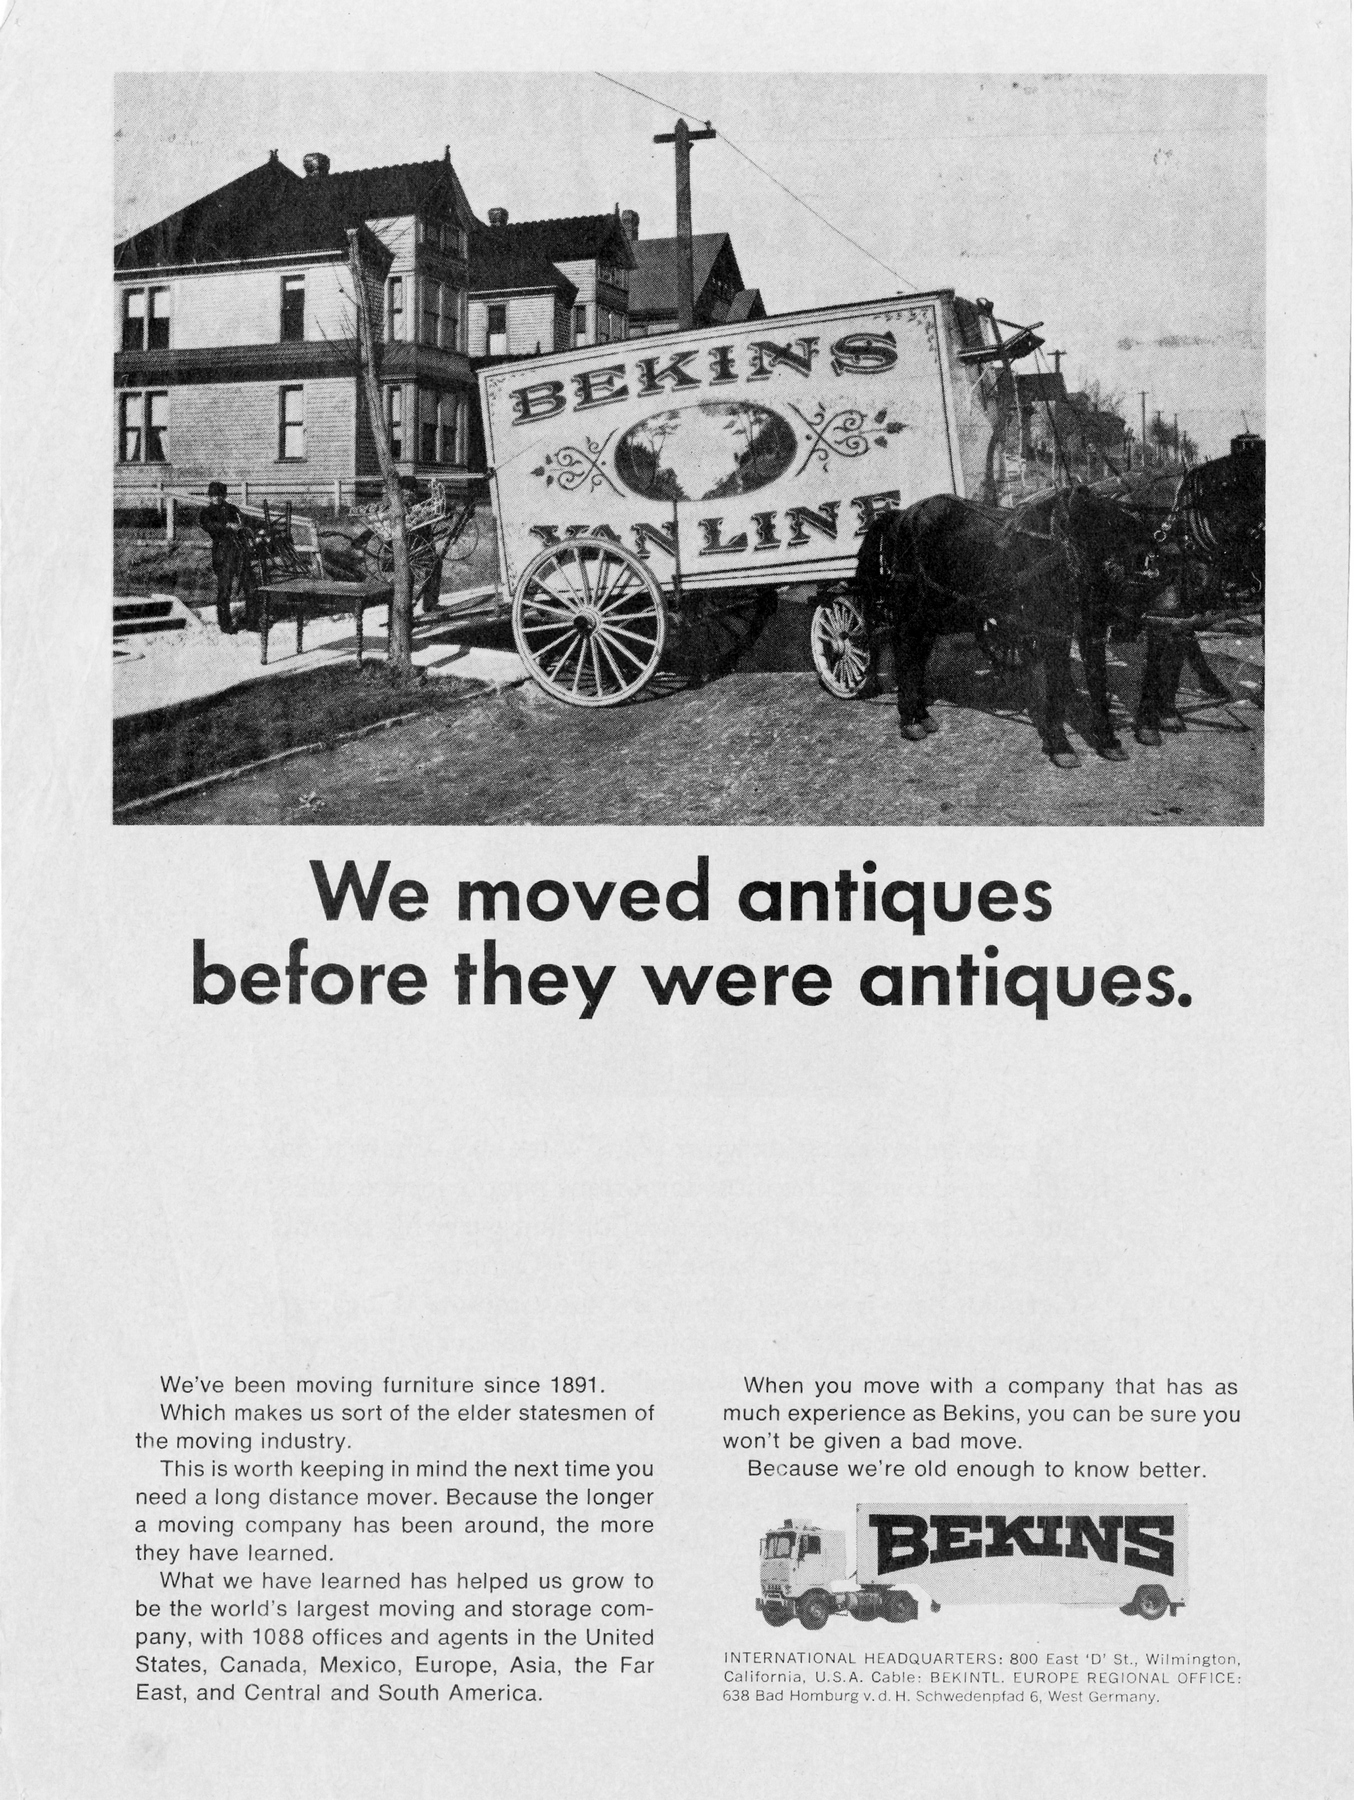 BEKINS
VAN LINE
We moved antiques
before they were antiques.
We've been moving furniture since 1891.
Which makes us sort of the elder statesmen of
the moving industry.
This is worth keeping in mind the next time you
need a long distance mover. Because the longer
a moving company has been around, the more
they have learned.
What we have learned has helped us grow to
be the world's largest moving and storage com-
pany, with 1088 offices and agents in the United
States, Canada, Mexico, Europe, Asia, the Far
East, and Central and South America.
When you move with a company that has as
much experience as Bekins, you can be sure you
won't be given a bad move.
Because we're old enough to know better.
BEKINS
INTERNATIONAL HEADQUARTERS: 800 East 'D' St., Wilmington,
California, U.S.A. Cable: BEKINTL. EUROPE REGIONAL OFFICE:
638 Bad Homburg v. d. H. Schwedenpfad 6, West Germany.